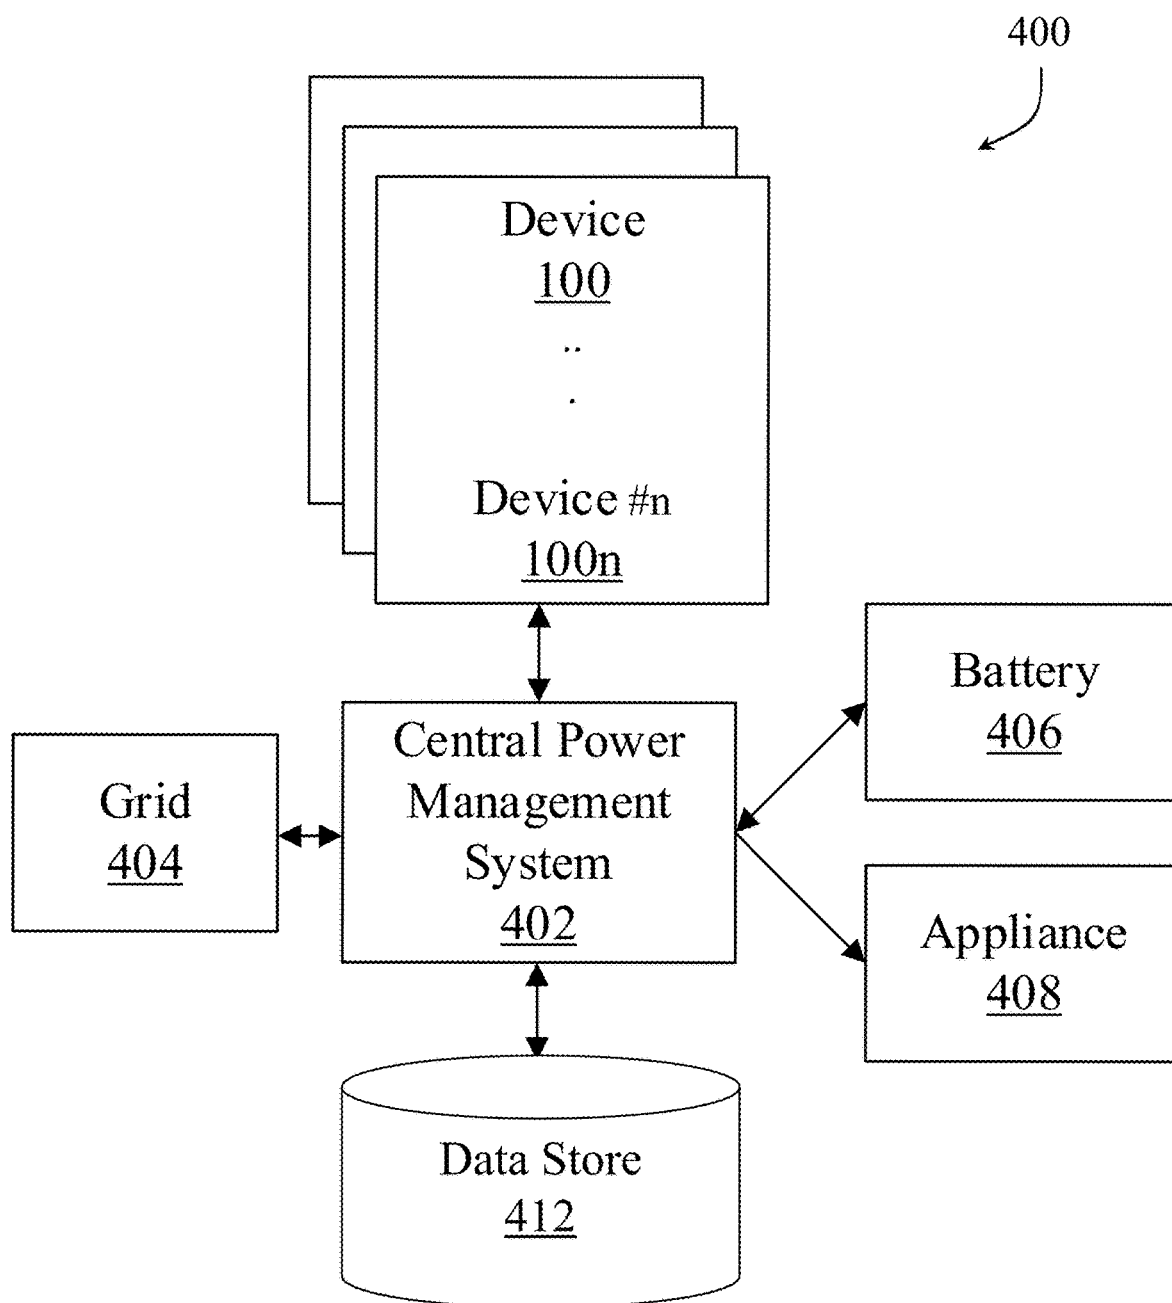 400
Device
100
..
.
Device #n
100n
Central Power
Management
System
402
Grid
404
Battery
406
Appliance
408
Data Store
412